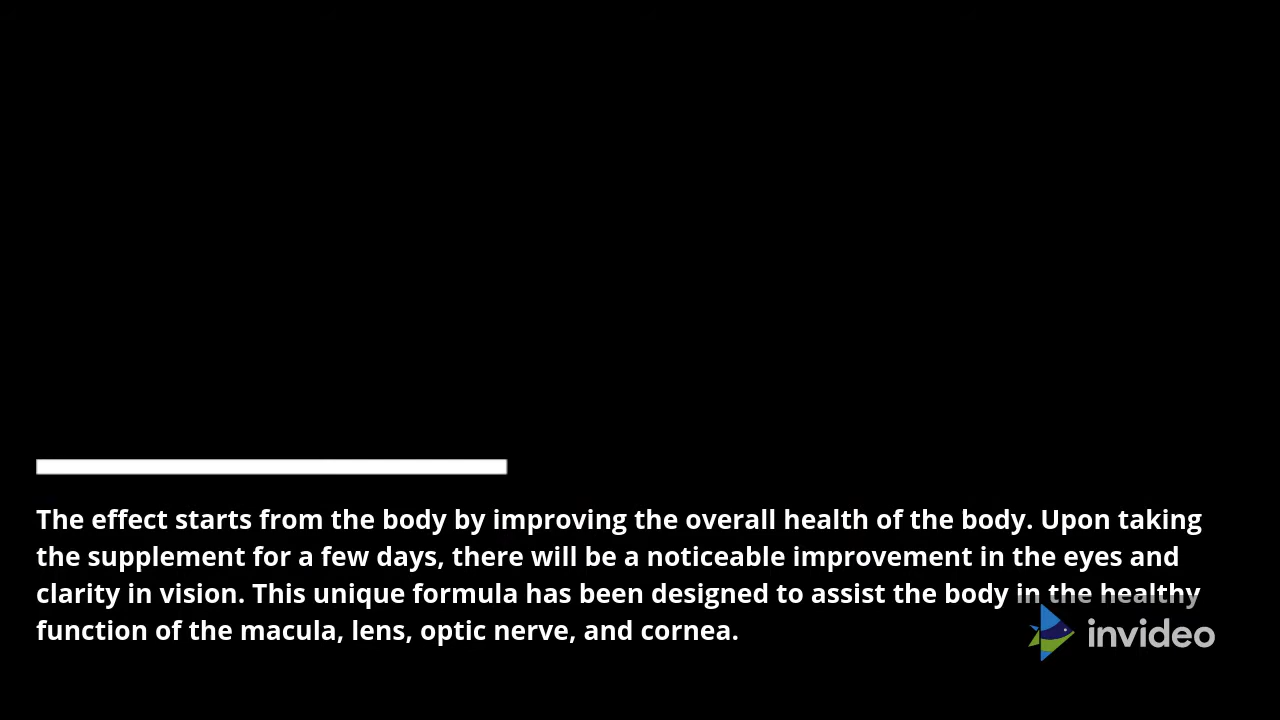 The effect starts from the body by improving the overall health of the body. Upon taking
the supplement for a few days, there will be a noticeable improvement in the eyes and
clarity in vision. This unique formula has been designed to assist the body in the healthy
function of the macula, lens, optic nerve, and cornea.
invideo